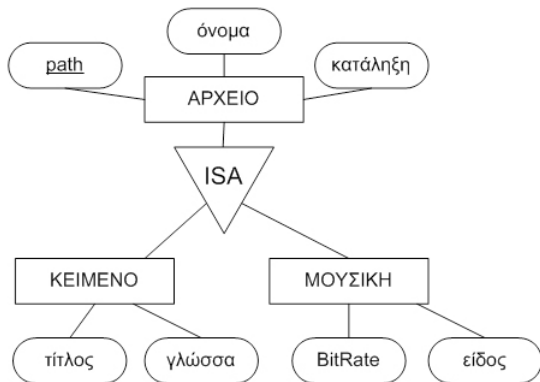 όνομα
path
κατάληξη
ΑΡΧΕΙΟ
ISA
ΚΕΙΜΕΝΟ
ΜΟΥΣΙΚΗ
τίτλος
γλώσσα
BitRate
είδος